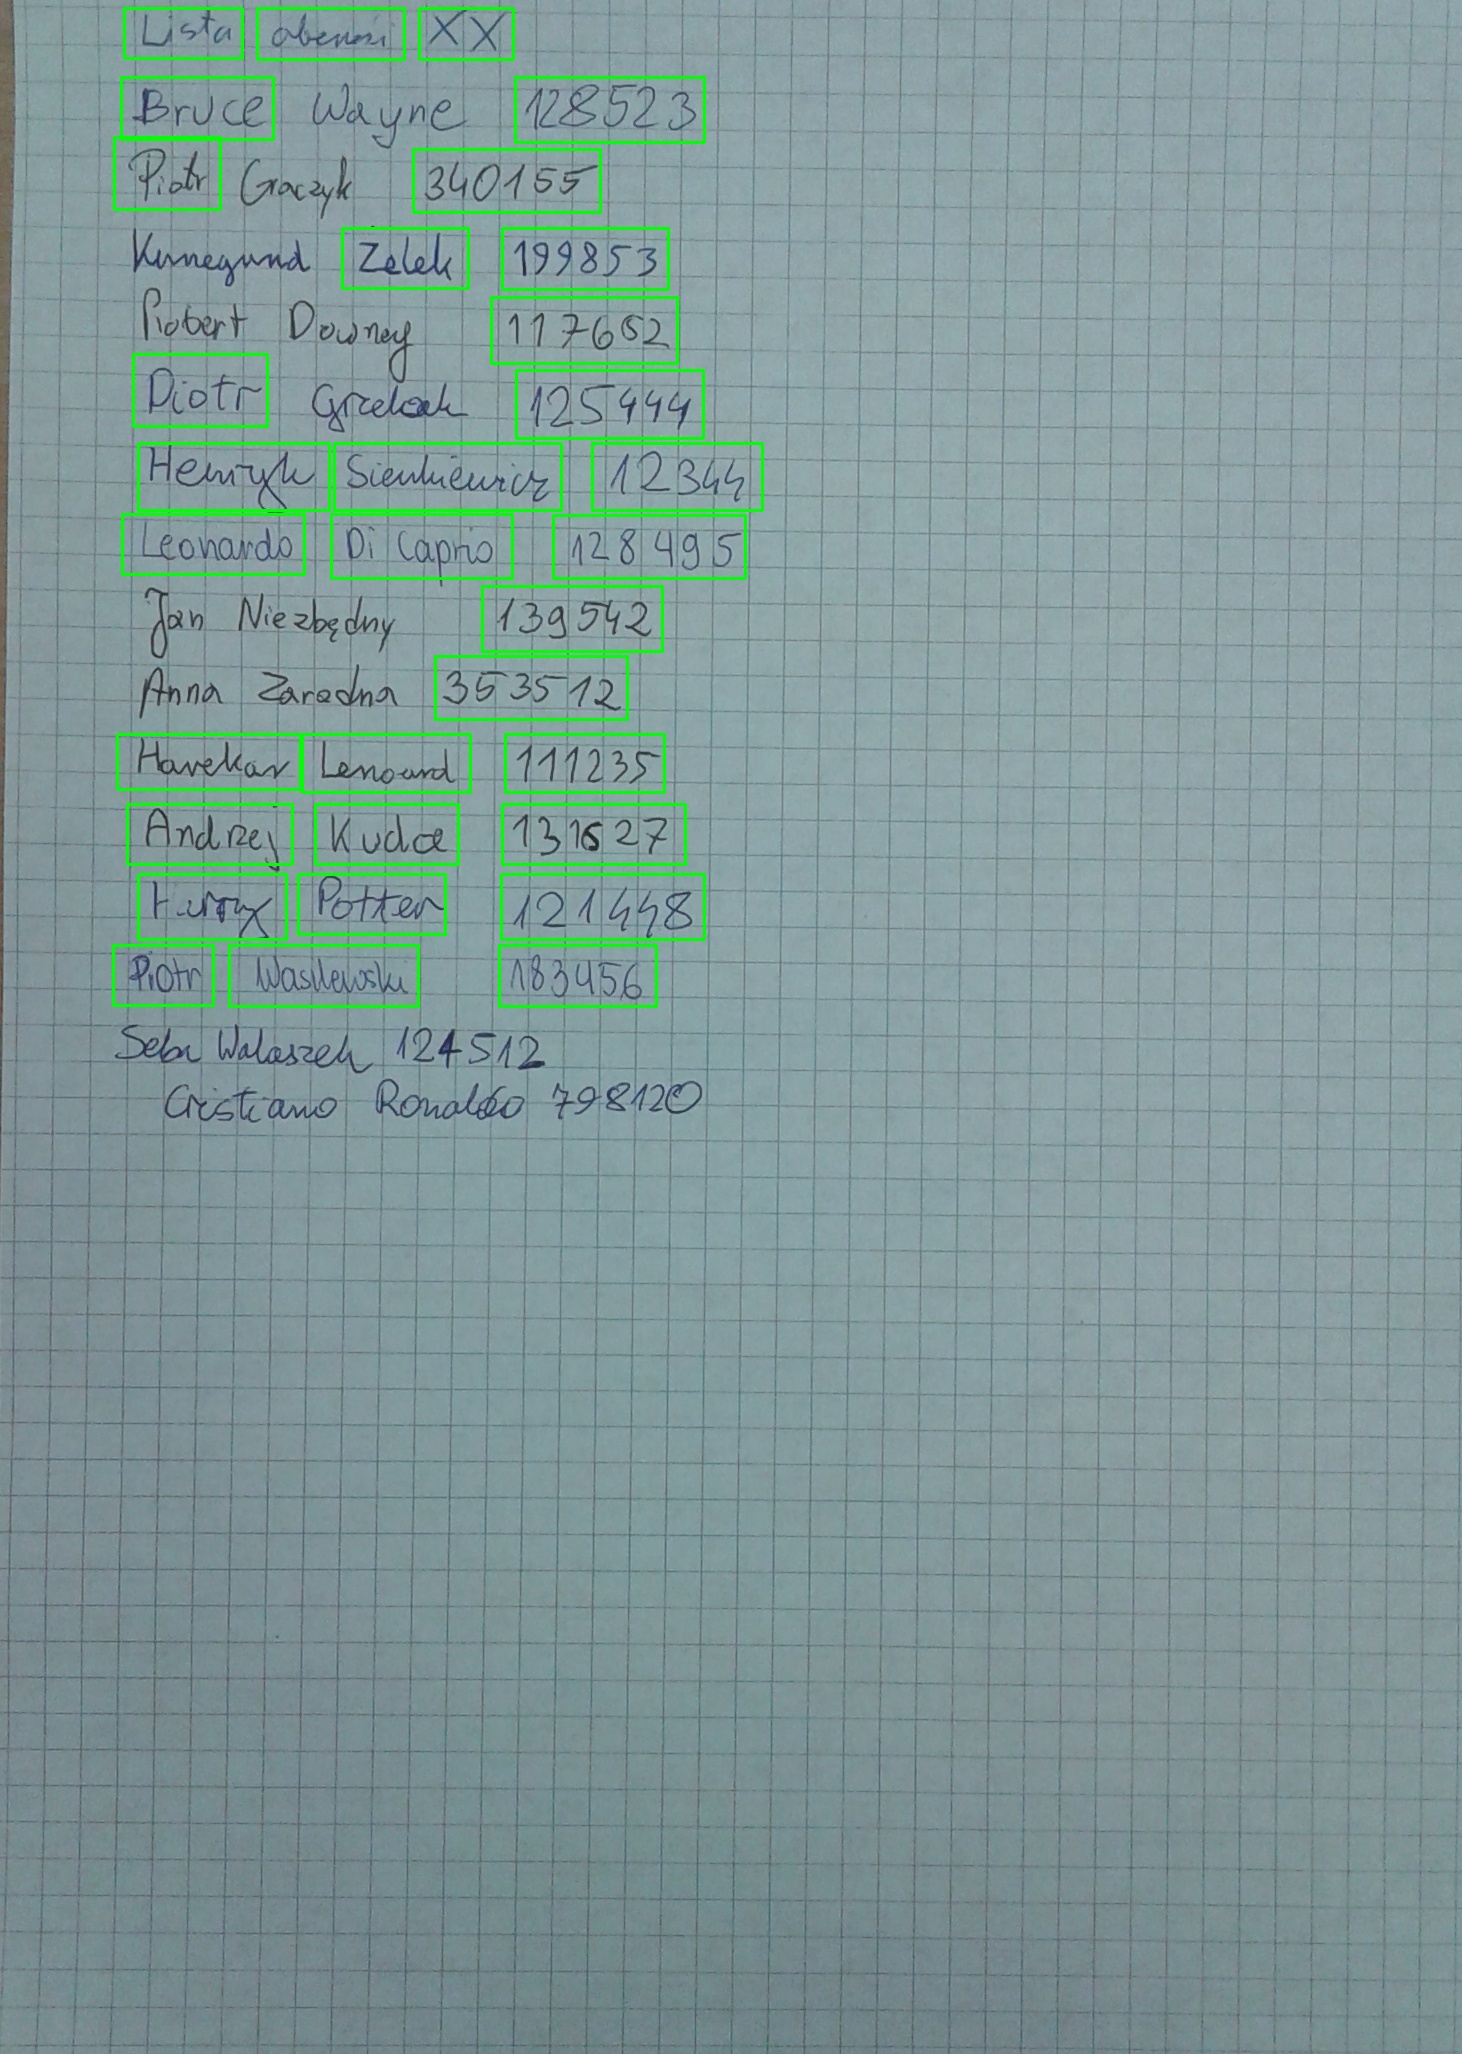 Lista obecności XX
Bruce Wayne 128523
Piotr Graczyk 340155
Kunegund Zelek 199853
Robert Downey 117652
Piotr Grzelak 125444
Henryk Sienkiewicz 12344
Leonardo Di Caprio 128495
Jan Niezbędny 139542
Anna Zaradna 353512
Harekar Lenoard 111235
Andrzej Kudła 131627
Harry Potter 121448
Piotr Wasilewski 183456
Seba Walaszek 124512
Cristiano Ronaldo 798120